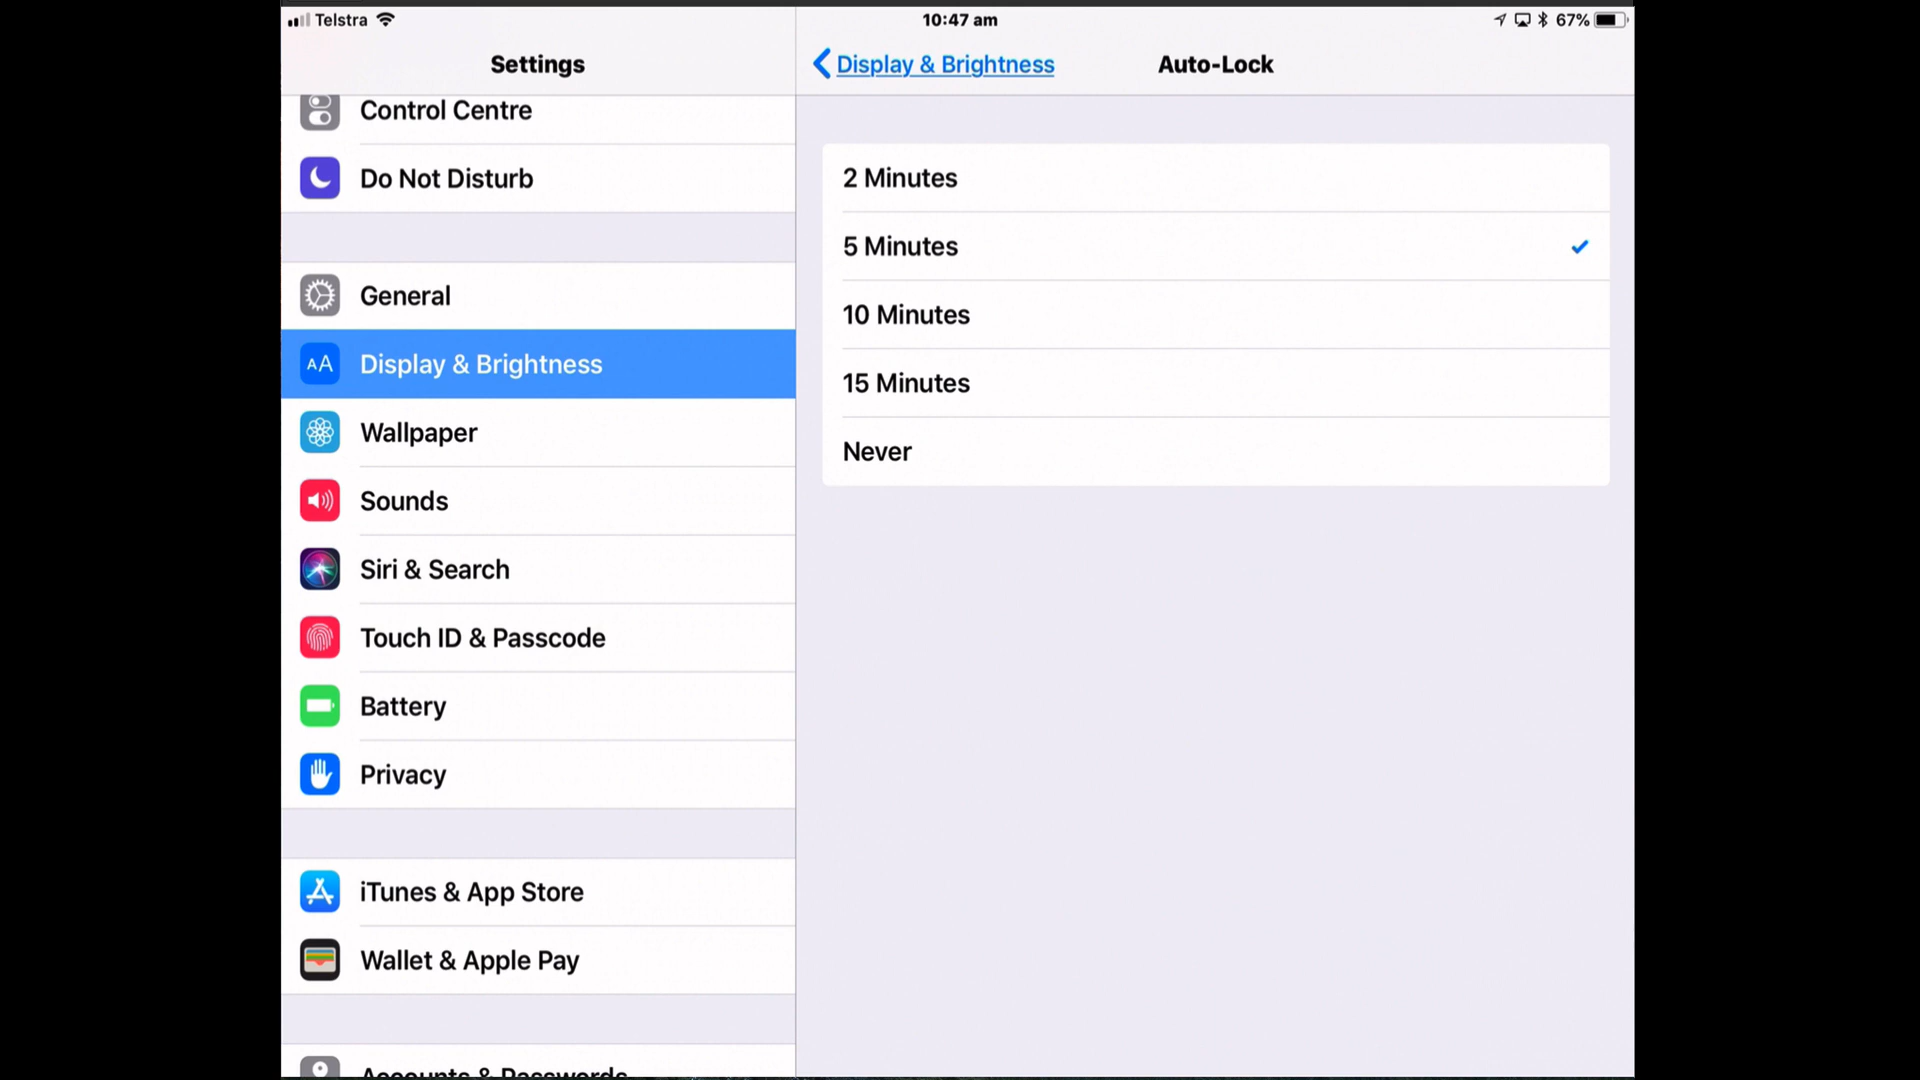 Telstra
10:47 am
67%
Settings
Display & Brightness
Auto-Lock
Control Centre
Do Not Disturb
General
AA Display & Brightness
Wallpaper
Sounds
Siri & Search
Touch ID & Passcode
Battery
Privacy
iTunes & App Store
Wallet & Apple Pay
Accounts & Passwords
2 Minutes
5 Minutes
10 Minutes
15 Minutes
Never